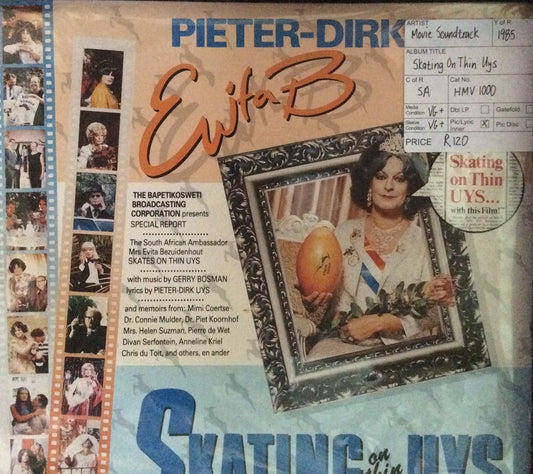 PIETER-DIRK
Evita B
ARTIST
Movie Soundtrack
Y of R
1985
ALBUM TITLE
Skating On Thin Uys
C of R
SA
Cat No.
HMV 1000
Media
Condition
VG+
Dbl LP
Gatefold
Sleeve
Condition
VG+
Pic/Lyric
Inner
X
Pic Disc
PRICE
R120
Skating
on Thin
UYS...
with this Film!
THE BAPETIKOSWETI
BROADCASTING
CORPORATION presents
SPECIAL REPORT
The South African Ambassador
Mrs Evita Bezuidenhout
SKATES ON THIN UYS
with music by GERRY BOSMAN
lyrics by PIETER-DIRK UYS
and memoirs from: Mimi Coertse
Dr. Connie Mulder, Dr. Piet Koornhof
Mrs. Helen Suzman, Pierre de Wet
Divan Serfontein, Anneline Kriel
Chris du Toit, and others, en ander
SKATING on thin UYS